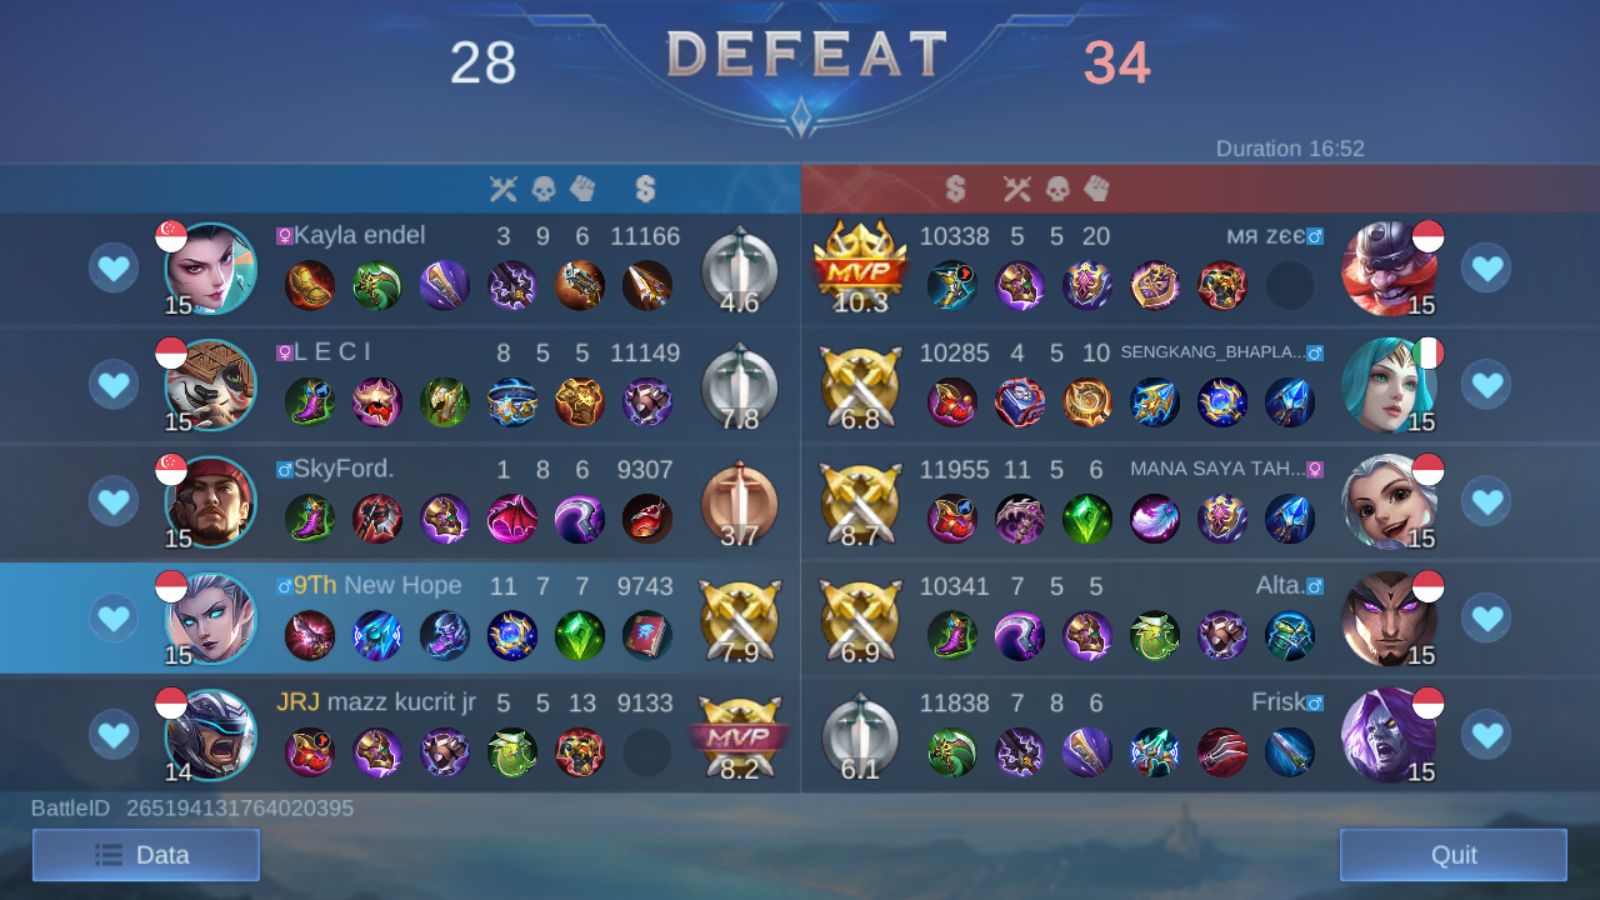 28 DEFEAT 34
Duration 16:52
Kayla endel 3 9 6 11166
15 4.6
MVP 10338 5 5 20 мя zєє
10.3 15
L E C I 8 5 5 11149
15 7.8
10285 4 5 10 SENGKANG_BHAPLA...
6.8 15
SkyFord. 1 8 6 9307
15 3.7
11955 11 5 6 MANA SAYA TAH...
8.7 15
9Th New Hope 11 7 7 9743
15 7.9
10341 7 5 5 Alta.
6.9 15
JRJ mazz kucrit jr 5 5 13 9133
MVP
14 8.2
11838 7 8 6 Frisk
6.1 15
BattleID 265194131764020395
Data
Quit